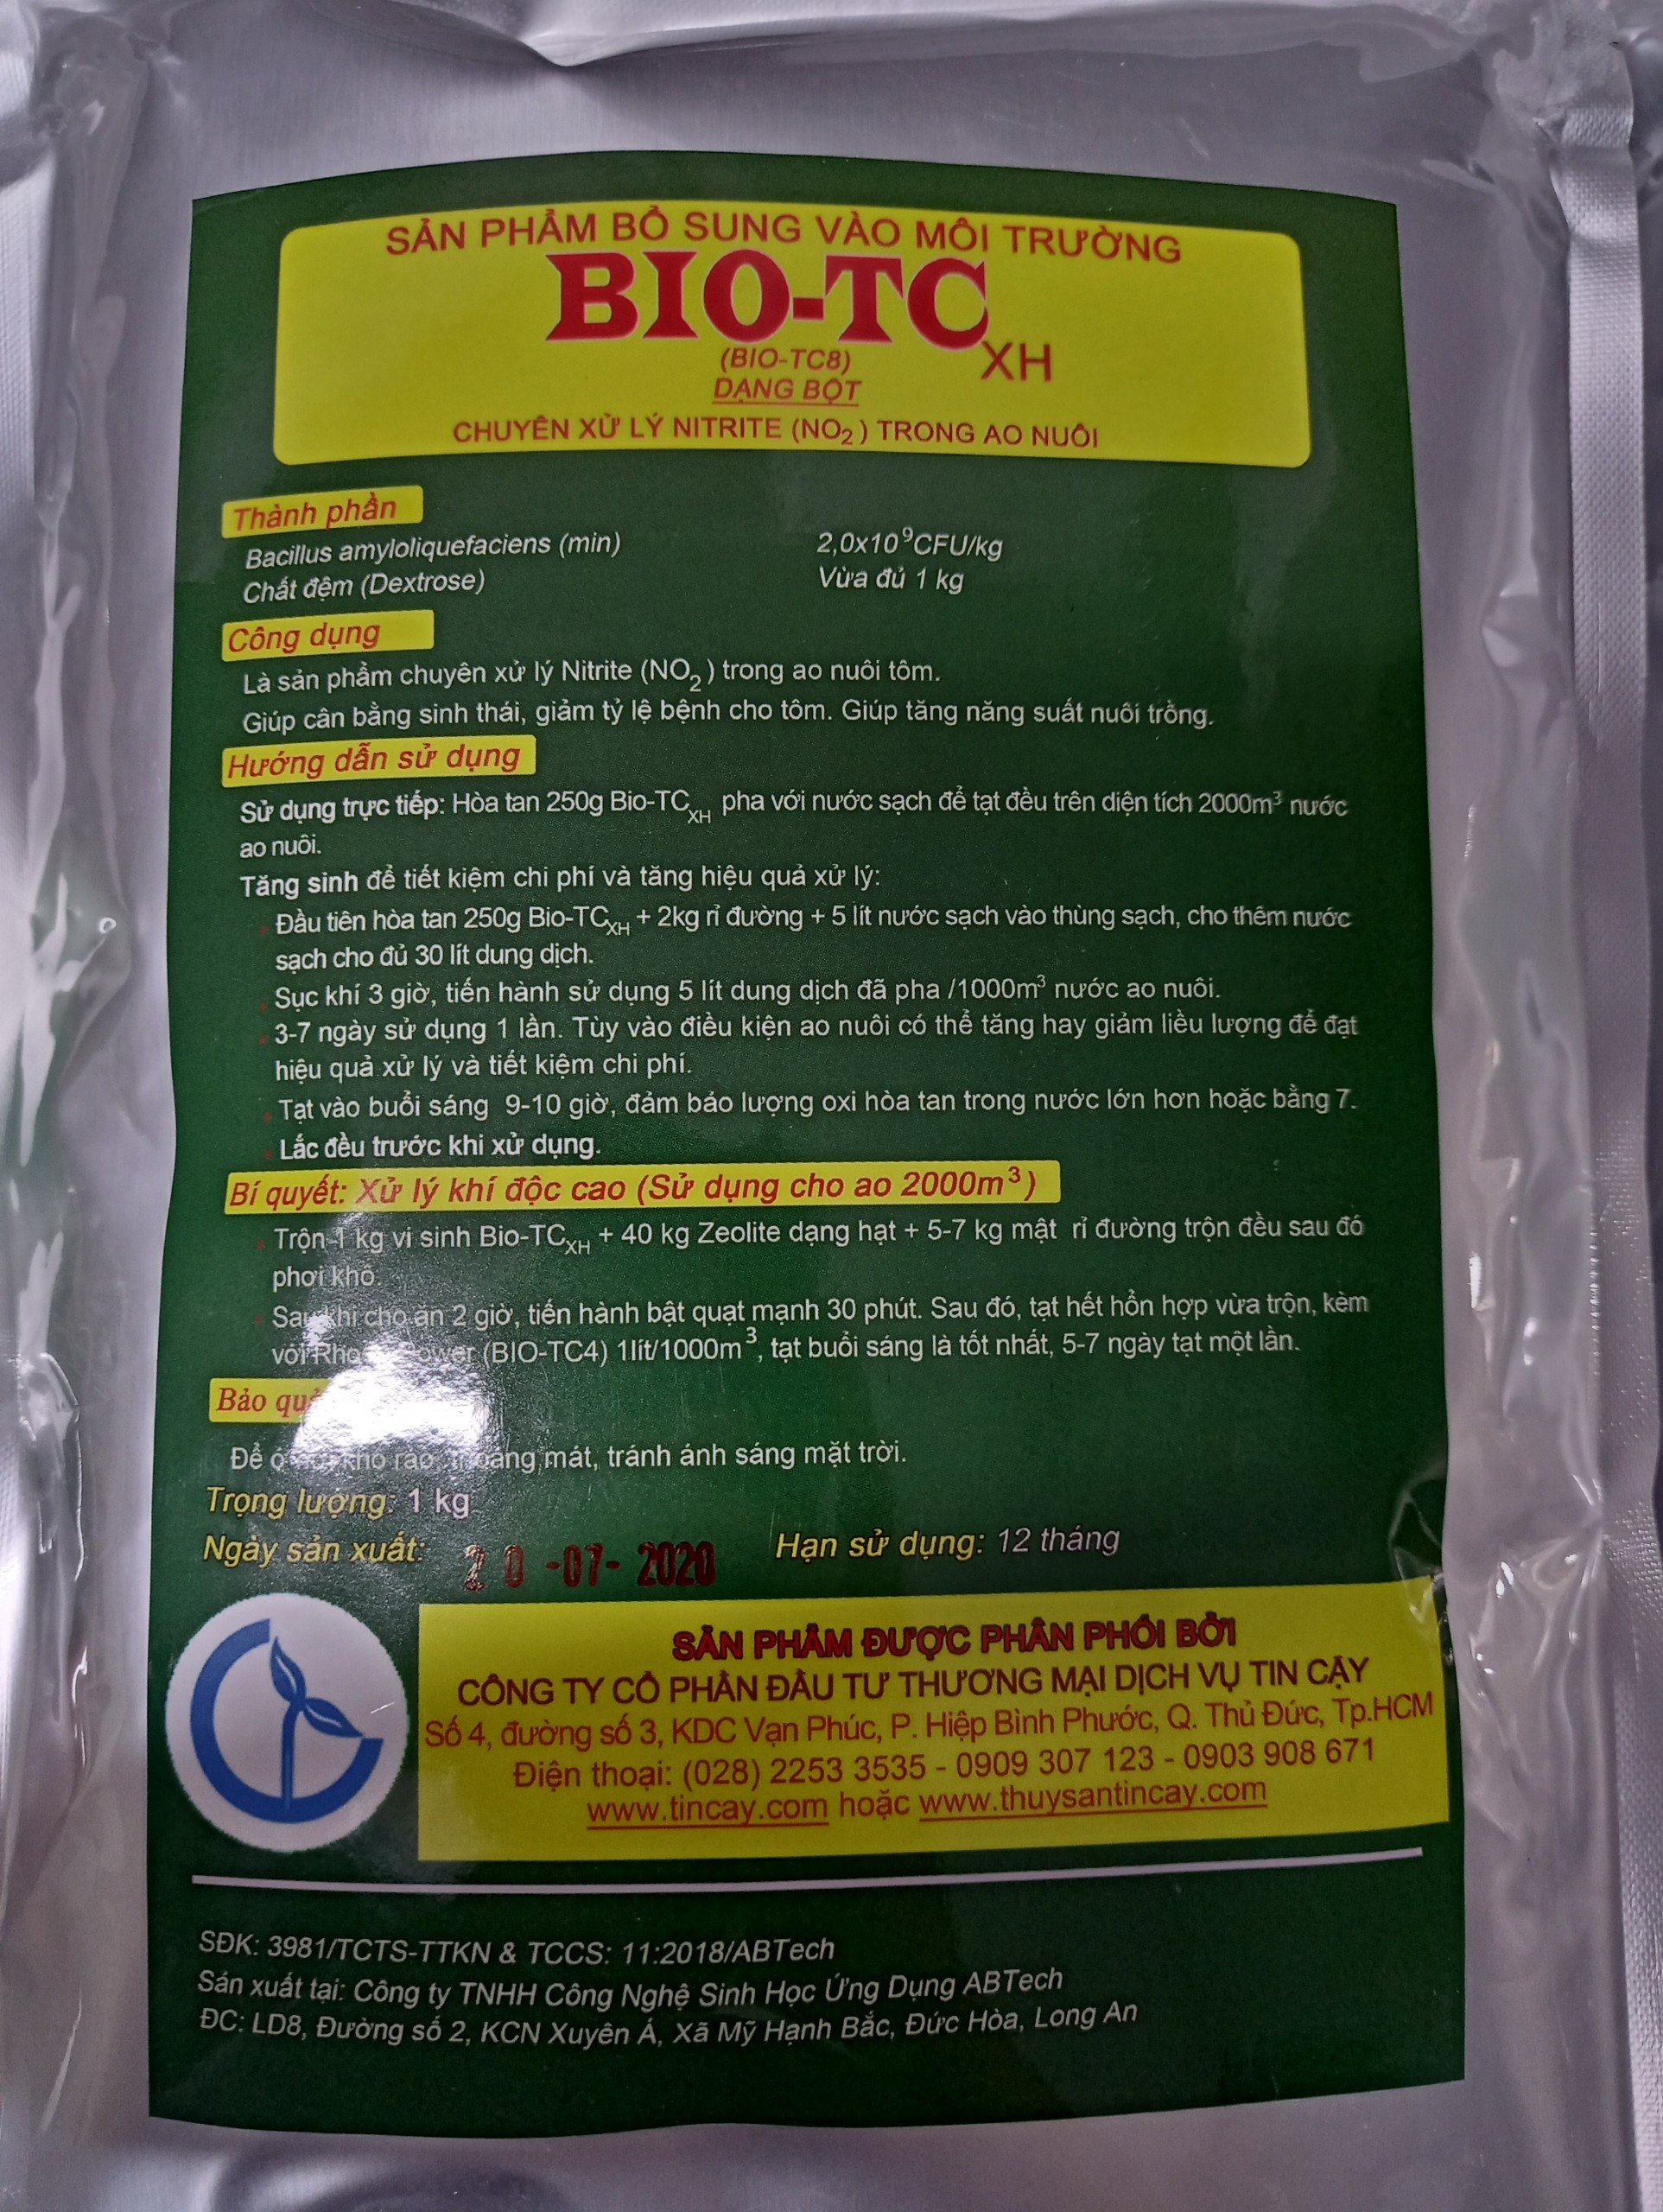 SẢN PHẨM BỔ SUNG VÀO MÔI TRƯỜNG
BIO-TC XH
(BIO-TC8)
DẠNG BỘT
CHUYÊN XỬ LÝ NITRITE (NO₂) TRONG AO NUÔI
Thành phần
Bacillus amyloliquefaciens (min) 2,0x10⁹CFU/kg
Chất đệm (Dextrose) Vừa đủ 1 kg
Công dụng
Là sản phẩm chuyên xử lý Nitrite (NO₂) trong ao nuôi tôm.
Giúp cân bằng sinh thái, giảm tỷ lệ bệnh cho tôm. Giúp tăng năng suất nuôi trồng.
Hướng dẫn sử dụng
Sử dụng trực tiếp: Hòa tan 250g Bio-TCXH pha với nước sạch để tạt đều trên diện tích 2000m³ nước
ao nuôi.
Tăng sinh để tiết kiệm chi phí và tăng hiệu quả xử lý:
Đầu tiên hòa tan 250g Bio-TCXH + 2kg rỉ đường + 5 lít nước sạch vào thùng sạch, cho thêm nước
sạch cho đủ 30 lít dung dịch.
Sục khí 3 giờ, tiến hành sử dụng 5 lít dung dịch đã pha /1000m³ nước ao nuôi.
3-7 ngày sử dụng 1 lần. Tùy vào điều kiện ao nuôi có thể tăng hay giảm liều lượng để đạt
hiệu quả xử lý và tiết kiệm chi phí.
Tạt vào buổi sáng 9-10 giờ, đảm bảo lượng oxi hòa tan trong nước lớn hơn hoặc bằng 7.
Lắc đều trước khi xử dụng.
Bí quyết: Xử lý khí độc cao (Sử dụng cho ao 2000m³)
Trộn 1 kg vi sinh Bio-TCXH + 40 kg Zeolite dạng hạt + 5-7 kg mật rỉ đường trộn đều sau đó
phơi khô.
Sau khi cho ăn 2 giờ, tiến hành bật quạt mạnh 30 phút. Sau đó, tạt hết hỗn hợp vừa trộn, kèm
với (BIO-TC4) 1lít/1000m³, tạt buổi sáng là tốt nhất, 5-7 ngày tạt một lần.
Bảo
Để mát, tránh ánh sáng mặt trời.
Trọng lượng: 1 kg
Ngày sản xuất: 20-07-2020 Hạn sử dụng: 12 tháng
SẢN PHẨM ĐƯỢC PHÂN PHỐI BỞI
CÔNG TY CỔ PHẦN ĐẦU TƯ THƯƠNG MẠI DỊCH VỤ TIN CẬY
Số 4, đường số 3, KDC Vạn Phúc, P. Hiệp Bình Phước, Q. Thủ Đức, Tp.HCM
Điện thoại: (028) 2253 3535 - 0909 307 123 - 0903 908 671
www.tincay.com hoặc www.thuysantincay.com
SĐK: 3981/TCTS-TTKN & TCCS: 11:2018/ABTech
Sản xuất tại: Công ty TNHH Công Nghệ Sinh Học Ứng Dụng ABTech
ĐC: LD8, Đường số 2, KCN Xuyên Á, Xã Mỹ Hạnh Bắc, Đức Hòa, Long An